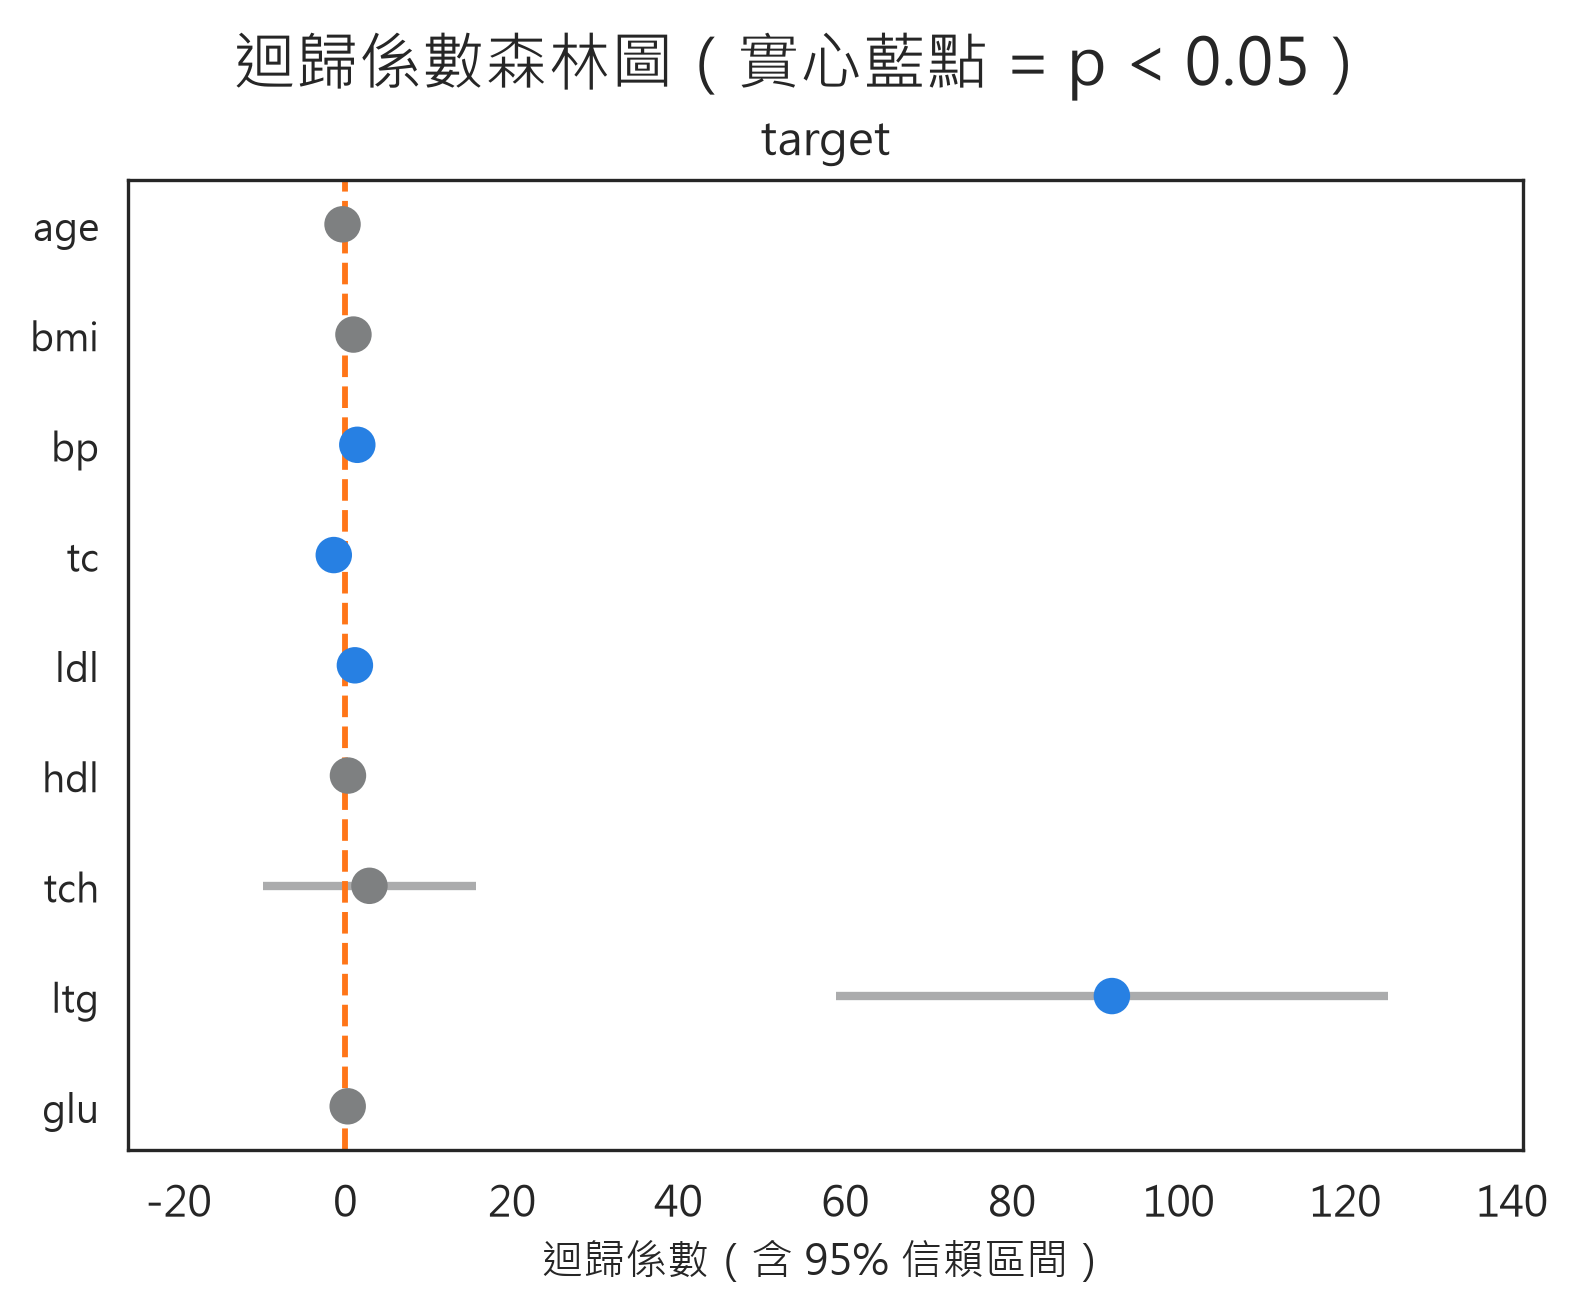 迴歸係數森林圖（實心藍點 = p < 0.05）
target
age
bmi
bp
tc
ldl
hdl
tch
ltg
glu
-20 0 20 40 60 80 100 120 140
迴歸係數（含 95% 信賴區間）